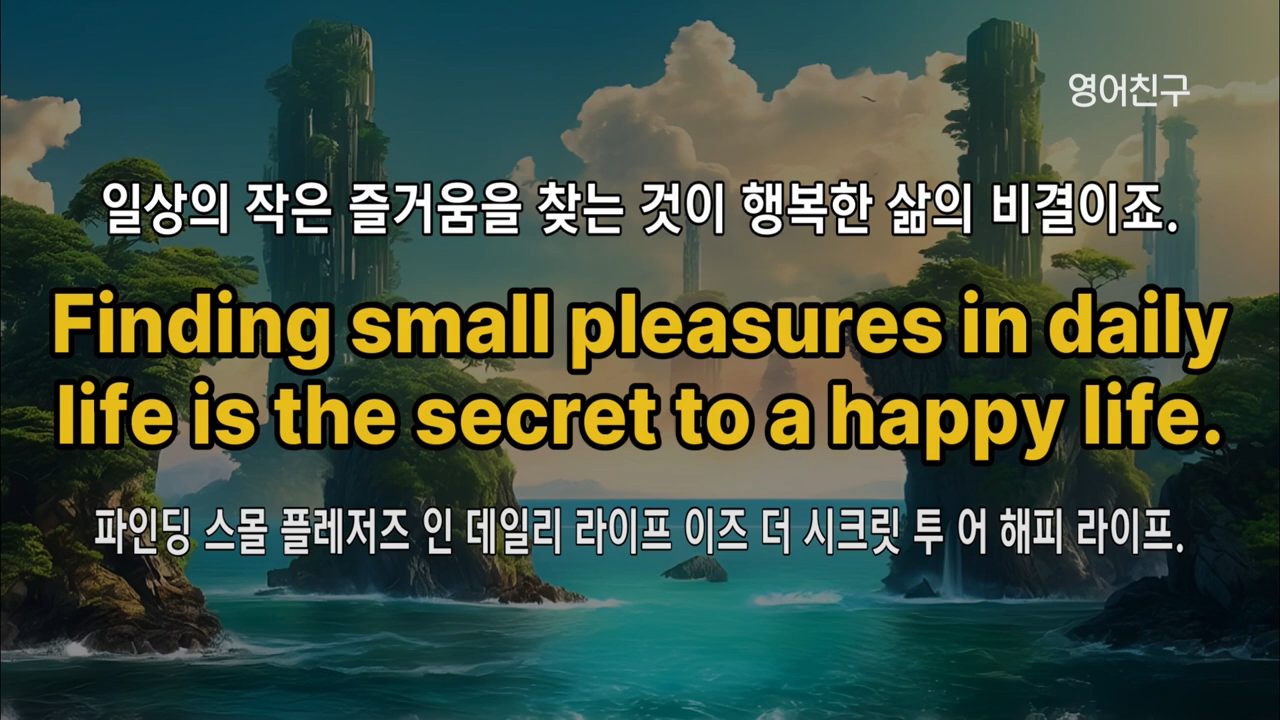 영어친구
일상의 작은 즐거움을 찾는 것이 행복한 삶의 비결이죠.
Finding small pleasures in daily
life is the secret to a happy life.
파인딩 스몰 플레저즈 인 데일리 라이프 이즈 더 시크릿 투 어 해피 라이프.